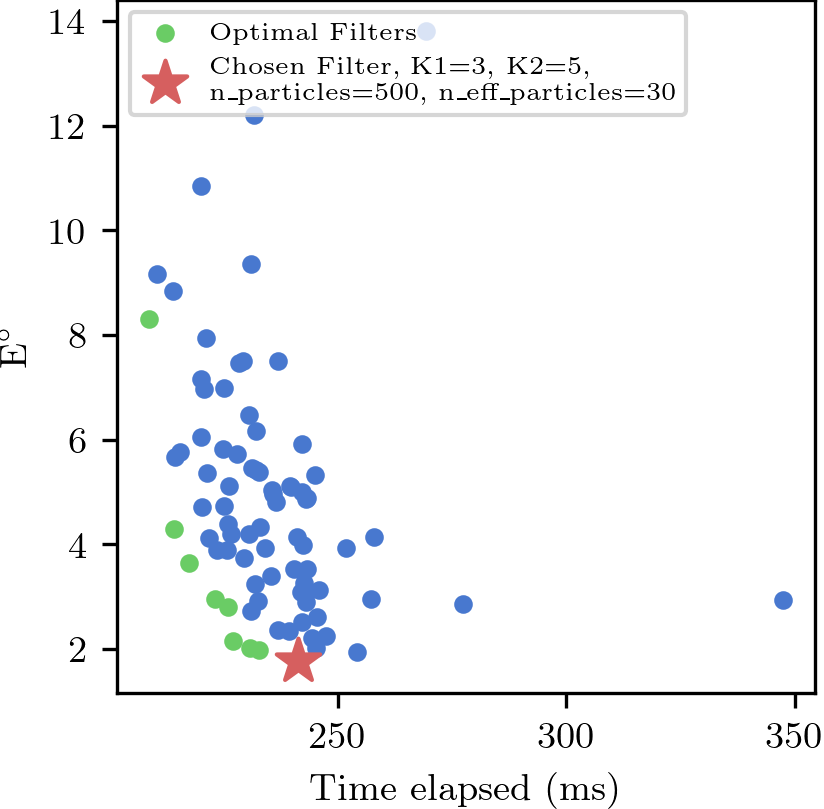 14
12
10
8
6
4
2
E°
Optimal Filters
Chosen Filter, K1=3, K2=5,
n_particles=500, n_eff_particles=30
250
300
350
Time elapsed (ms)